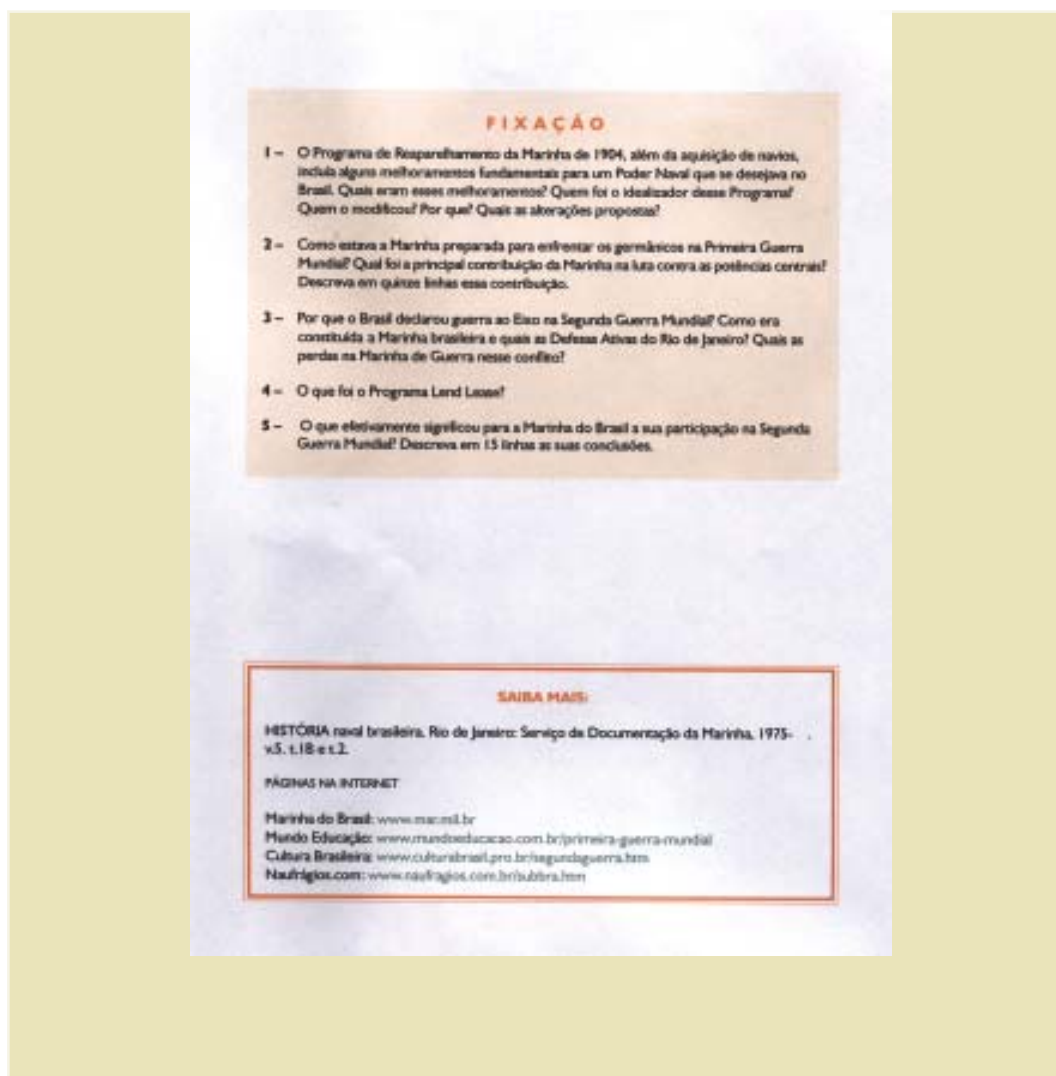 FIXAÇÃO
1 – O Programa de Reaparelhamento da Marinha de 1904, além da aquisição de navios,
incluía alguns melhoramentos fundamentais para um Poder Naval que se desejava no
Brasil. Quais eram esses melhoramentos? Quem foi o idealizador desse Programa?
Quem o modificou? Por que? Quais as alterações propostas?
2 – Como estava a Marinha preparada para enfrentar os germânicos na Primeira Guerra
Mundial? Qual foi a principal contribuição da Marinha na luta contra as potências centrais?
Descreva em quinze linhas essa contribuição.
3 – Por que o Brasil declarou guerra ao Eixo na Segunda Guerra Mundial? Como era
constituída a Marinha brasileira e quais as Defesas Ativas do Rio de Janeiro? Quais as
perdas na Marinha de Guerra nesse conflito?
4 – O que foi o Programa Lend Lease?
5 – O que efetivamente significou para a Marinha do Brasil a sua participação na Segunda
Guerra Mundial? Descreva em 15 linhas as suas conclusões.
SAIBA MAIS:
HISTÓRIA naval brasileira. Rio de Janeiro: Serviço de Documentação da Marinha, 1975- .
v.5, e t.2.
PÁGINAS NA INTERNET
Marinha do Brasil: www.mar.mil.br
Mundo Educação: www.mundoeducacao.com.br/primeira-guerra-mundial
Cultura Brasileira: www.culturabrasil.pro.br/segundaguerra.htm
Naufrágios.com: www.naufragios.com.br/subbra.htm